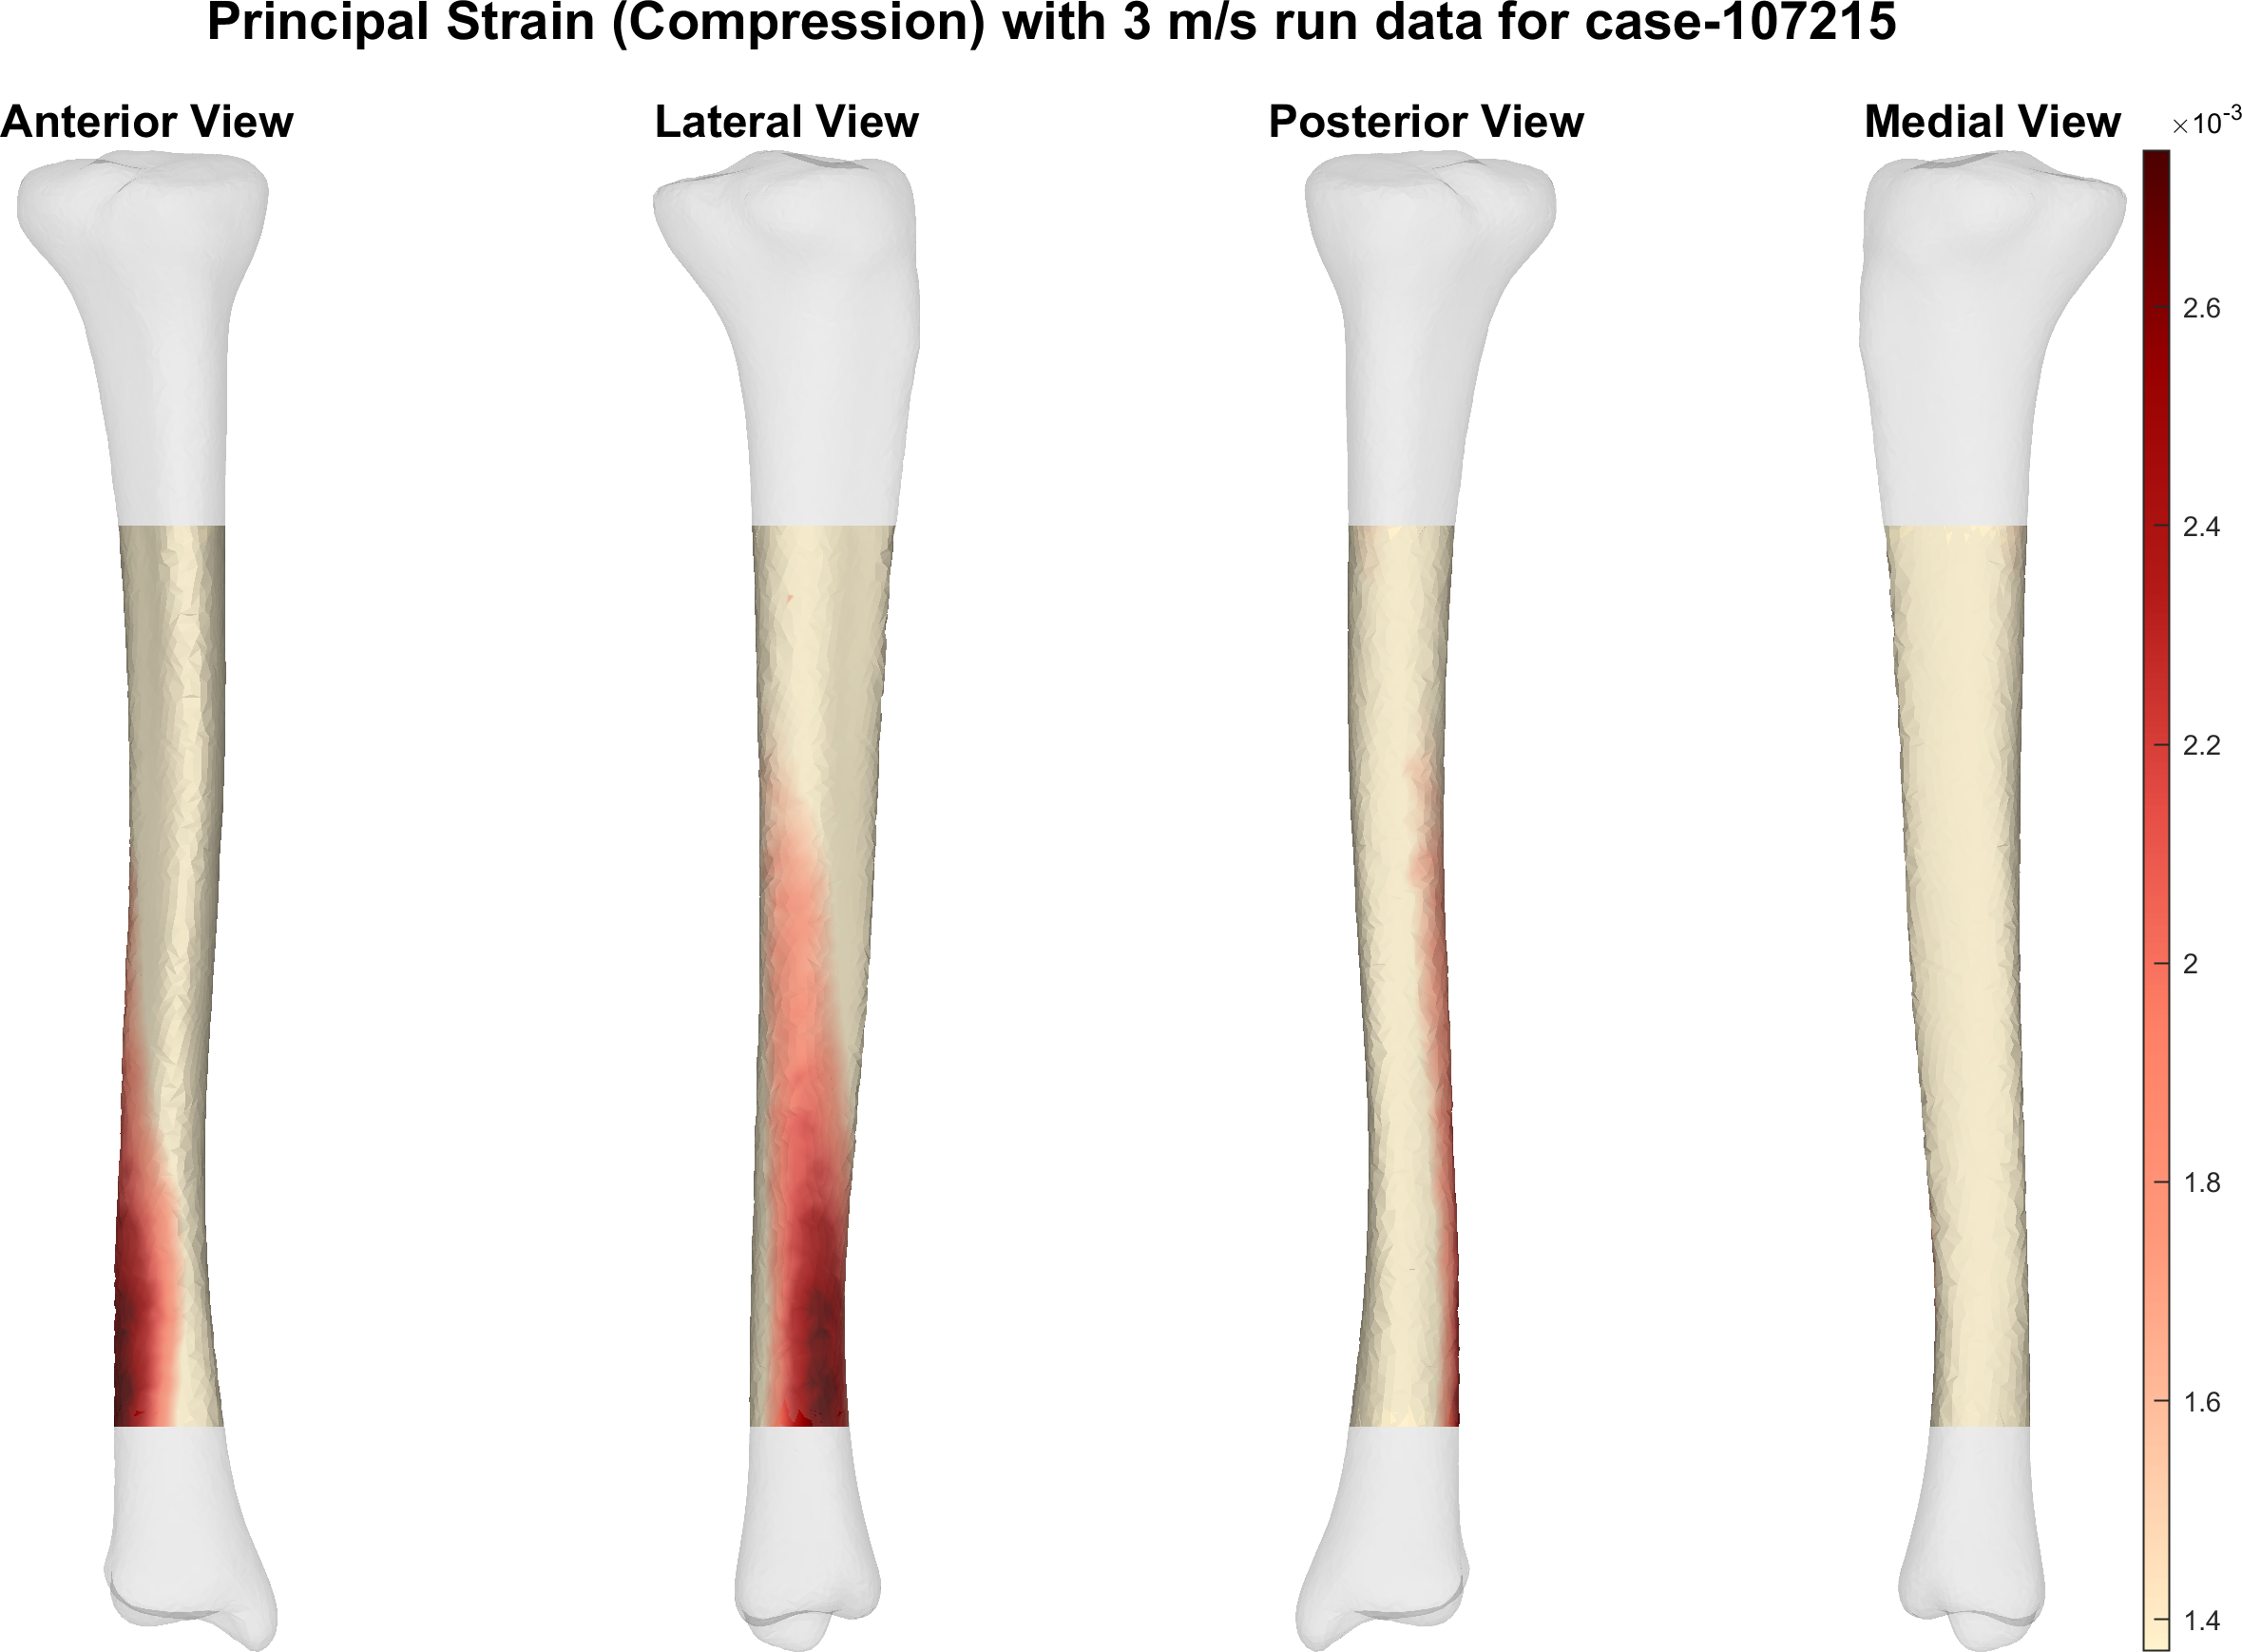 Principal Strain (Compression) with 3 m/s run data for case-107215
Anterior View
Lateral View
Posterior View
Medial View
×10-3
2.6
2.4
2.2
2
1.8
1.6
1.4